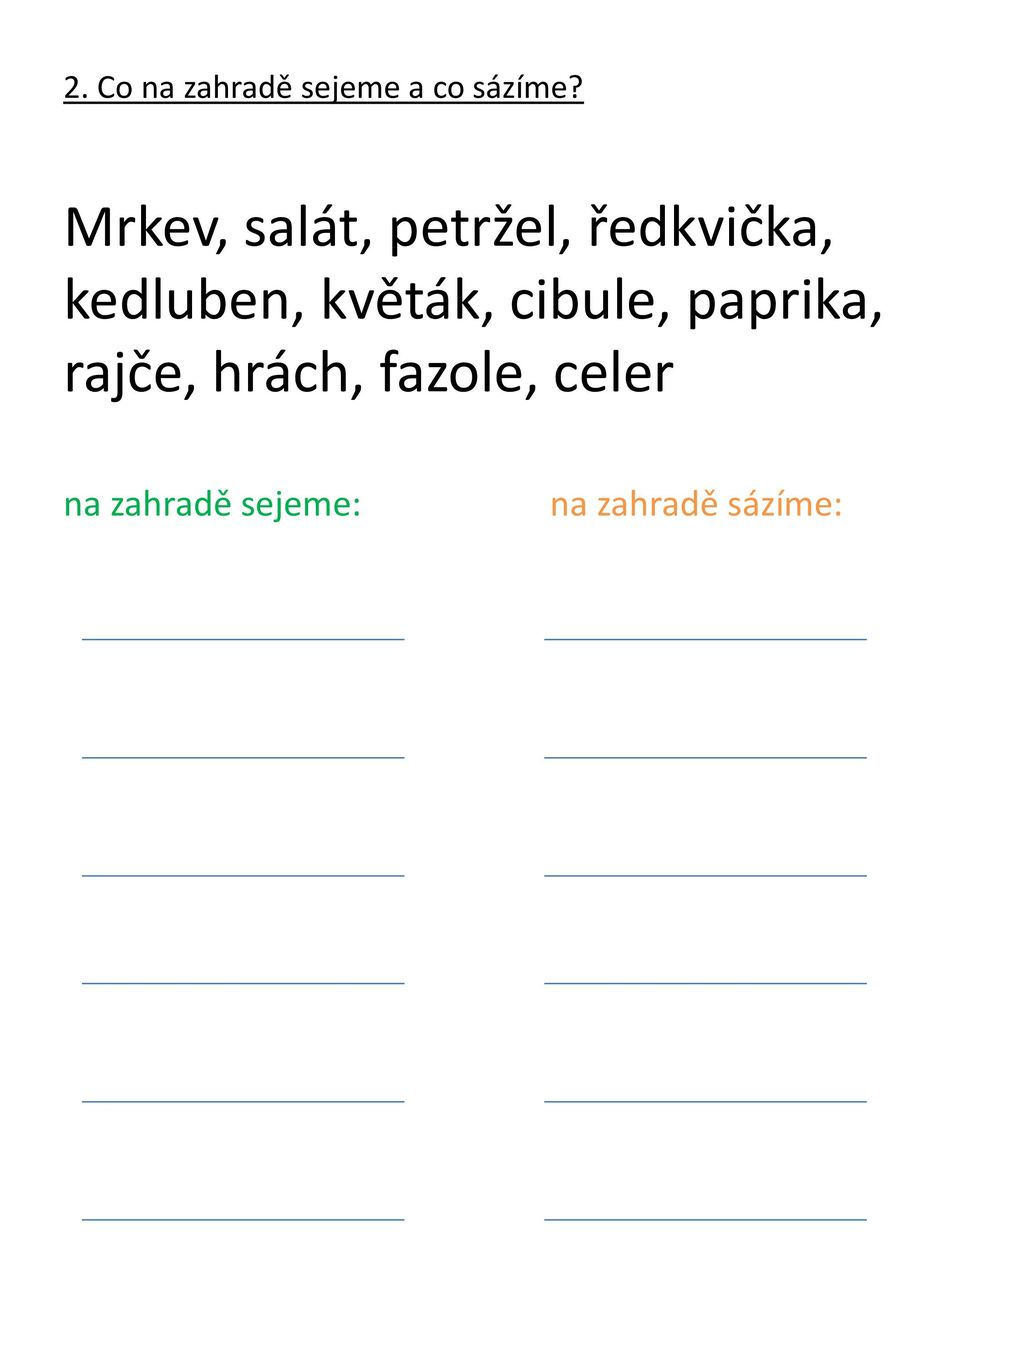 2. Co na zahradě sejeme a co sázíme?
Mrkev, salát, petržel, ředkvička,
kedluben, květák, cibule, paprika,
rajče, hrách, fazole, celer
na zahradě sejeme:
na zahradě sázíme: